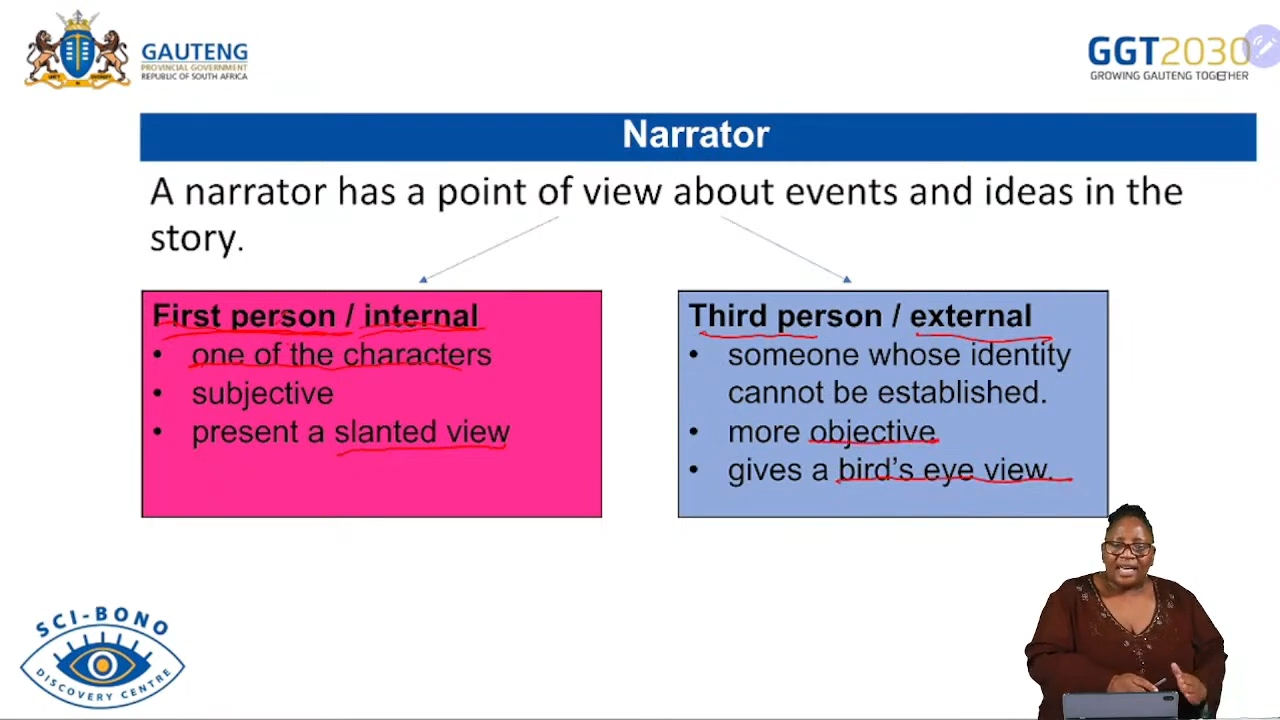 GAUTENG
PROVINCIAL GOVERNMENT
REPUBLIC OF SOUTH AFRICA
GGT2030
GROWING GAUTENG TOGETHER
Narrator
A narrator has a point of view about events and ideas in the
story.
First person / internal
• one of the characters
• subjective
• present a slanted view
Third person / external
• someone whose identity
cannot be established.
• more objective.
• gives a bird's eye view.
SCI-BONO
DISCOVERY CENTRE